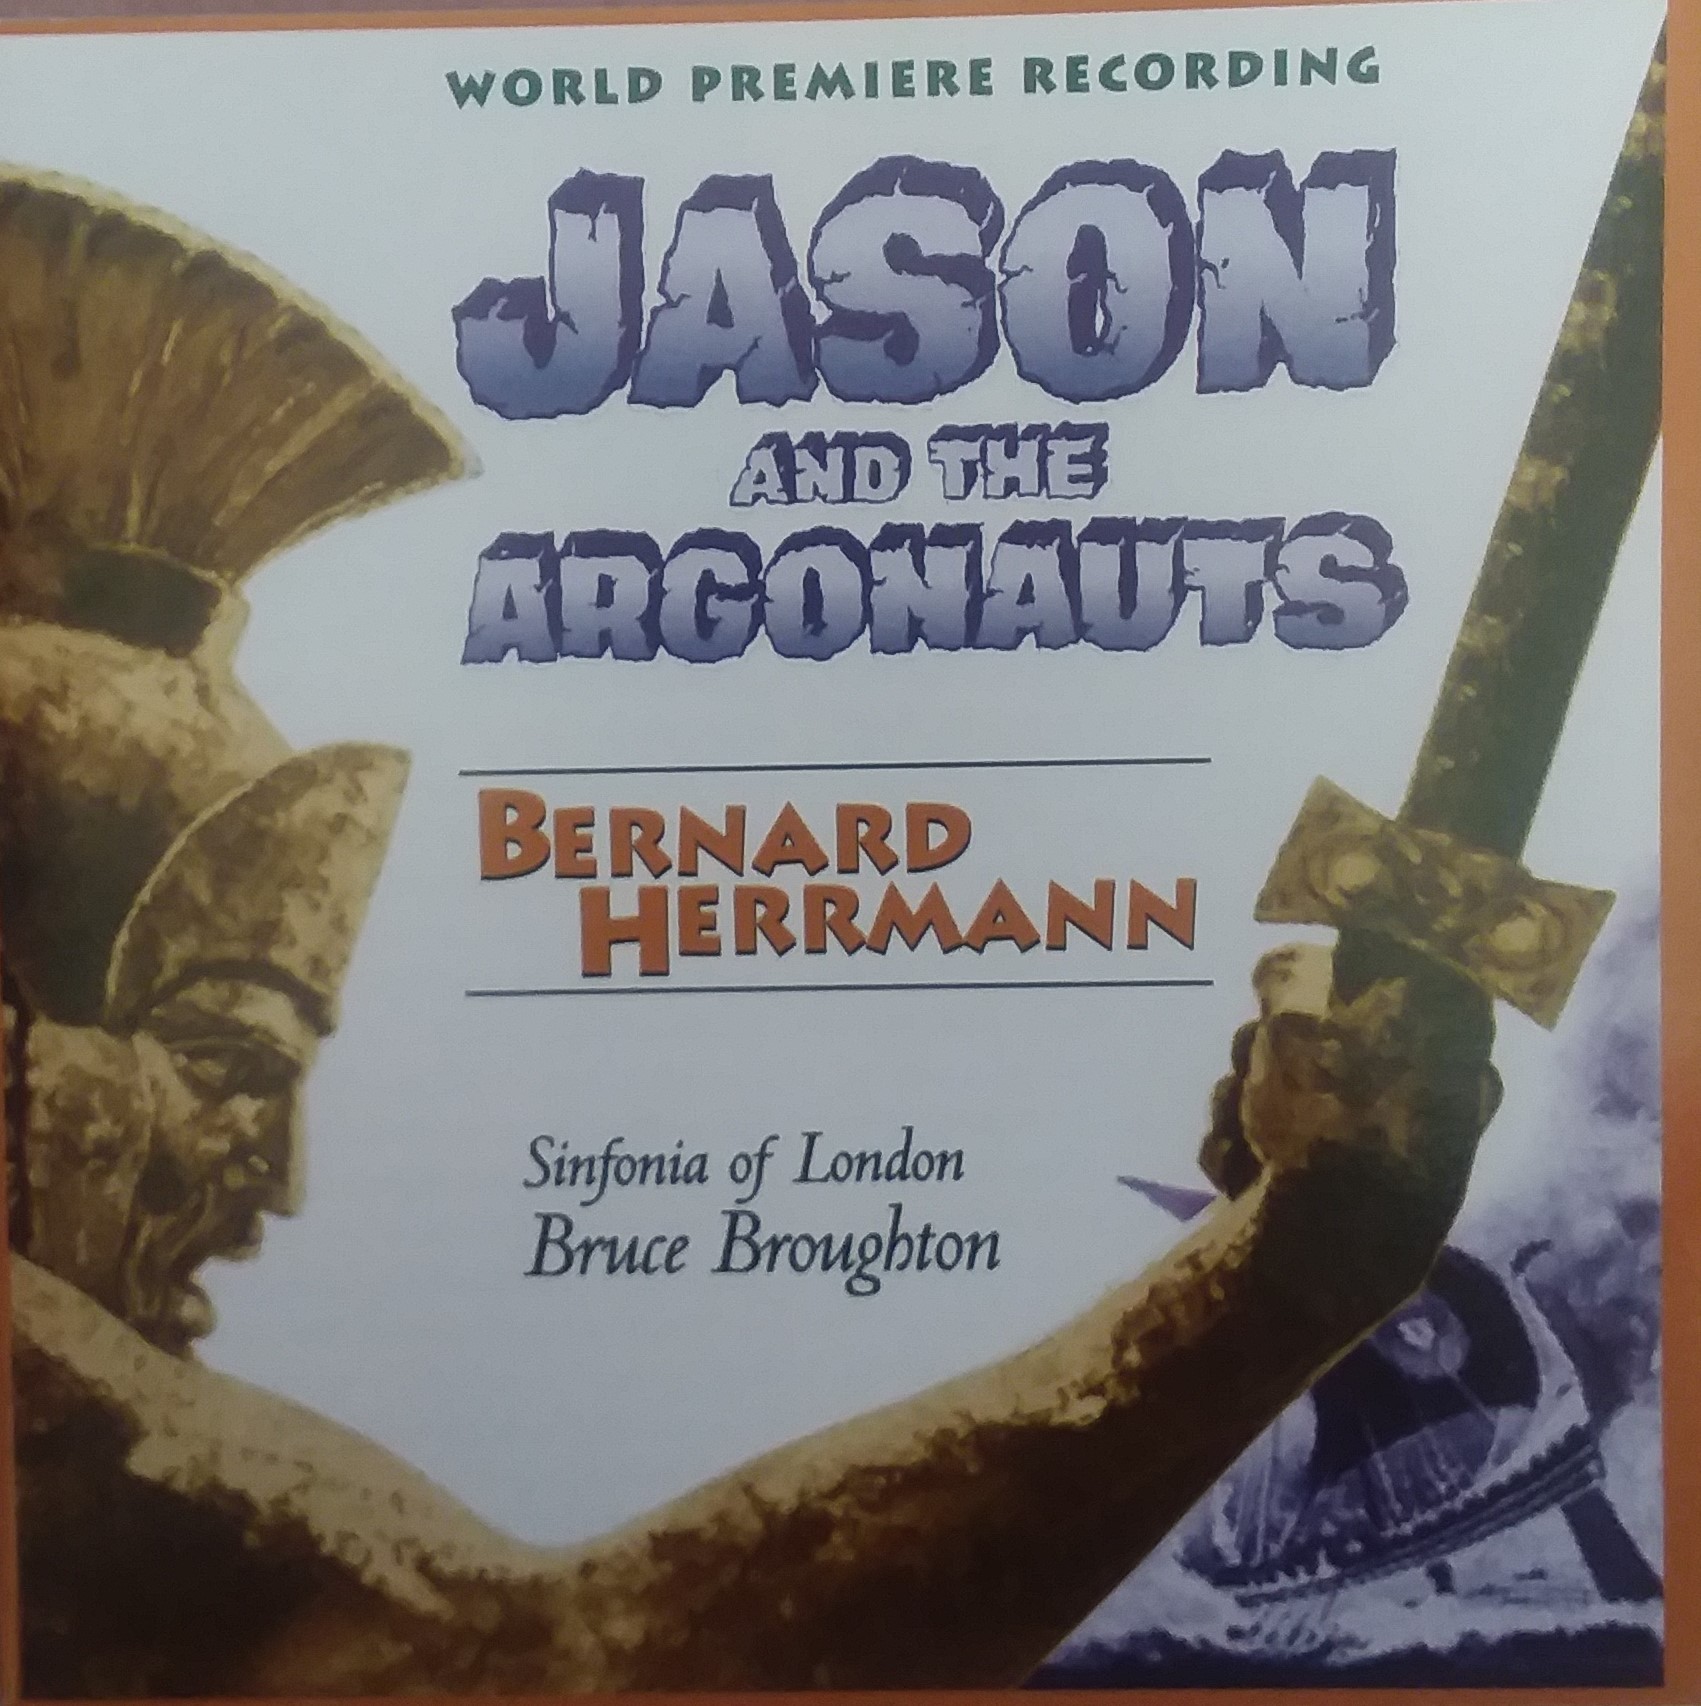 WORLD PREMIERE RECORDING
JASON
AND THE
ARGONAUTS
BERNARD
HERRMANN
Sinfonia of London
Bruce Broughton